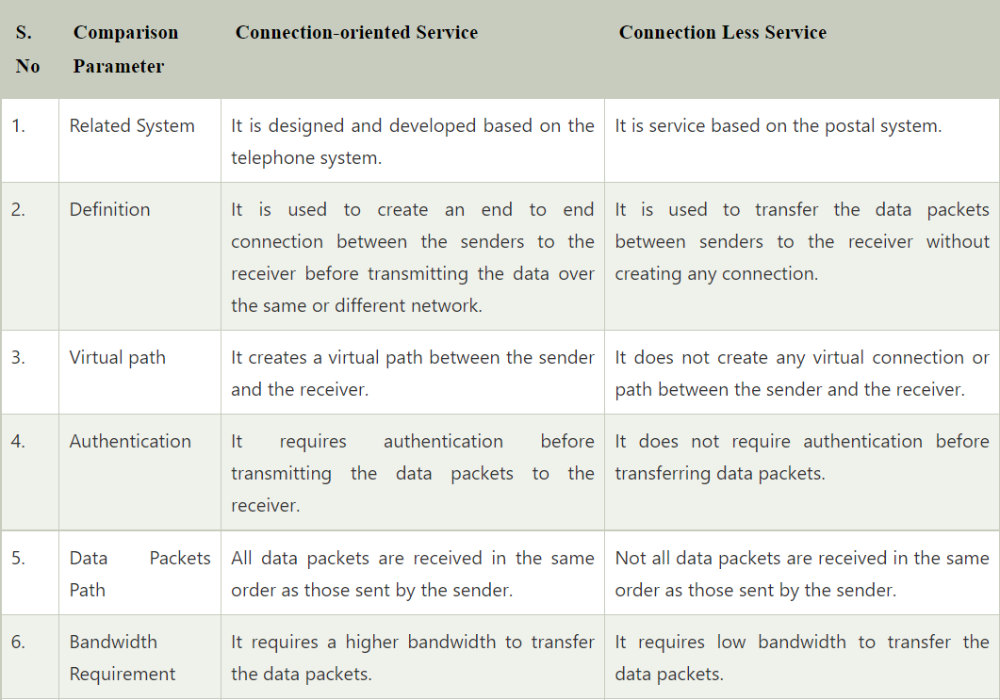 S. No Comparison Parameter Connection-oriented Service Connection Less Service
1. Related System It is designed and developed based on the telephone system. It is service based on the postal system.
2. Definition It is used to create an end to end connection between the senders to the receiver before transmitting the data over the same or different network. It is used to transfer the data packets between senders to the receiver without creating any connection.
3. Virtual path It creates a virtual path between the sender and the receiver. It does not create any virtual connection or path between the sender and the receiver.
4. Authentication It requires authentication before transmitting the data packets to the receiver. It does not require authentication before transferring data packets.
5. Data Packets Path All data packets are received in the same order as those sent by the sender. Not all data packets are received in the same order as those sent by the sender.
6. Bandwidth Requirement It requires a higher bandwidth to transfer the data packets. It requires low bandwidth to transfer the data packets.